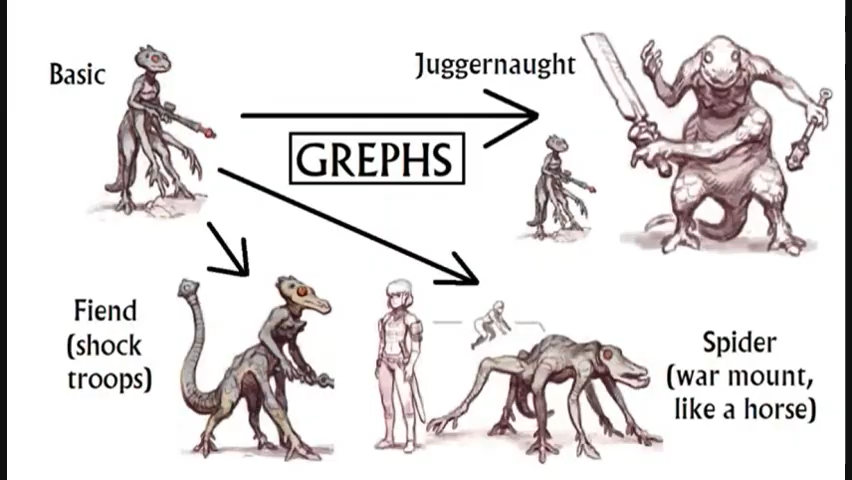 Basic
Juggernaught
GREPHS
Fiend
(shock
troops)
Spider
(war mount,
like a horse)